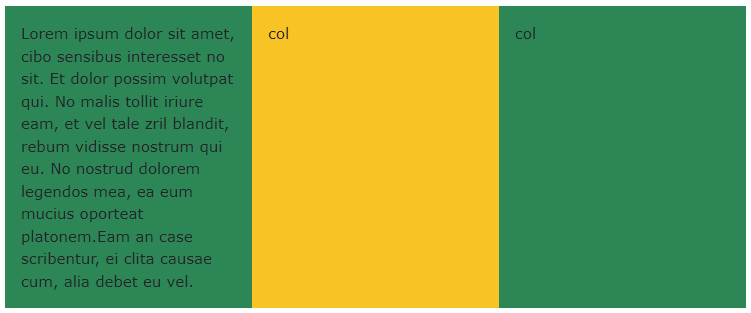 Lorem ipsum dolor sit amet,
cibo sensibus interesset no
sit. Et dolor possim volutpat
qui. No malis tollit iriure
eam, et vel tale zril blandit,
rebum vidisse nostrum qui
eu. No nostrud dolorem
legendos mea, ea eum
mucius oporteat
platonem.Eam an case
scribentur, ei clita causae
cum, alia debet eu vel.
col
col